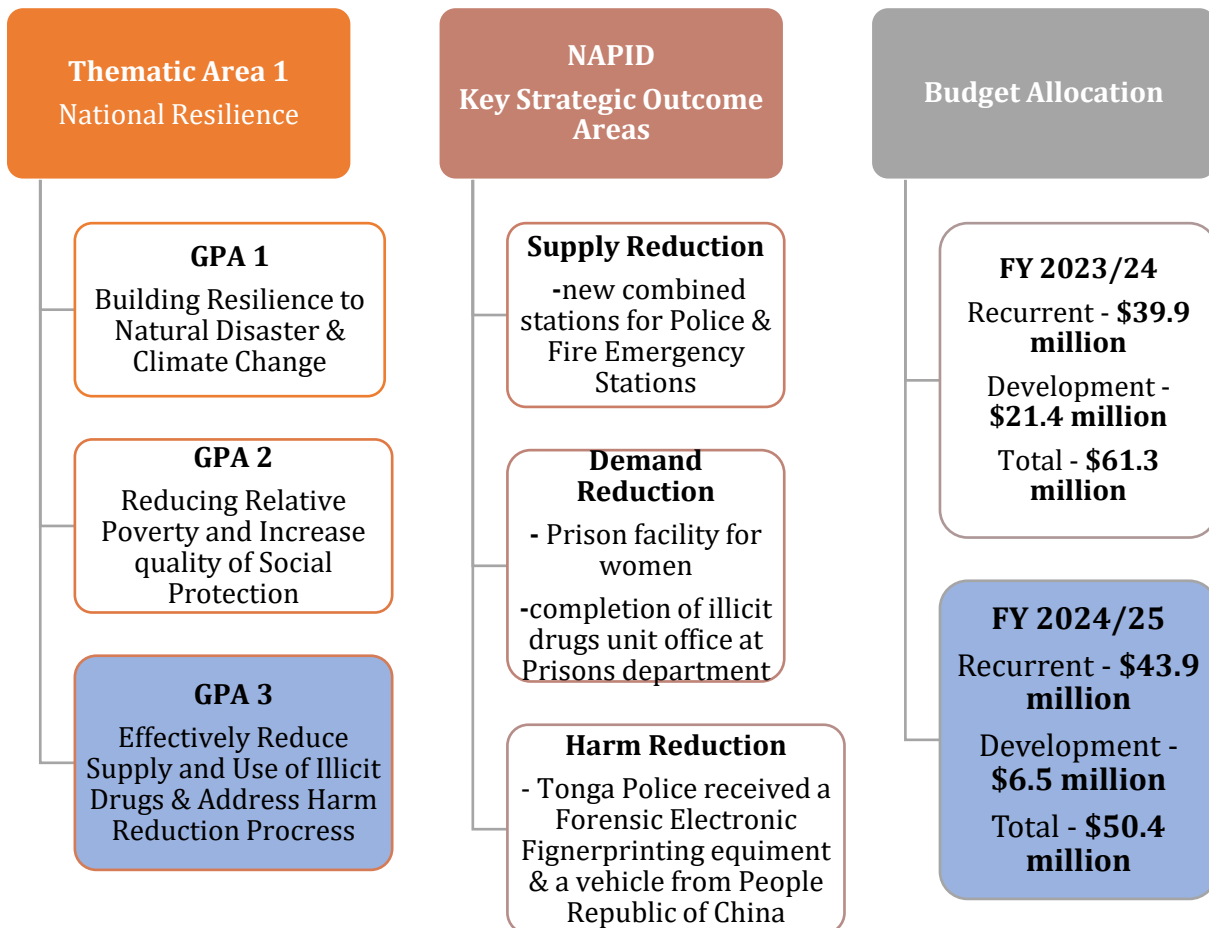 Thematic Area 1
National Resilience
GPA 1
Building Resilience to
Natural Disaster &
Climate Change
GPA 2
Reducing Relative
Poverty and Increase
quality of Social
Protection
GPA 3
Effectively Reduce
Supply and Use of Illicit
Drugs & Address Harm
Reduction Procress
NAPID
Key Strategic Outcome
Areas
Supply Reduction
-new combined
stations for Police &
Fire Emergency
Stations
Demand
Reduction
- Prison facility for
women
-completion of illicit
drugs unit office at
Prisons department
Harm Reduction
- Tonga Police received a
Forensic Electronic
Fignerprinting equiment
& a vehicle from People
Republic of China
Budget Allocation
FY 2023/24
Recurrent - $39.9
million
Development -
$21.4 million
Total - $61.3
million
FY 2024/25
Recurrent - $43.9
million
Development -
$6.5 million
Total - $50.4
million